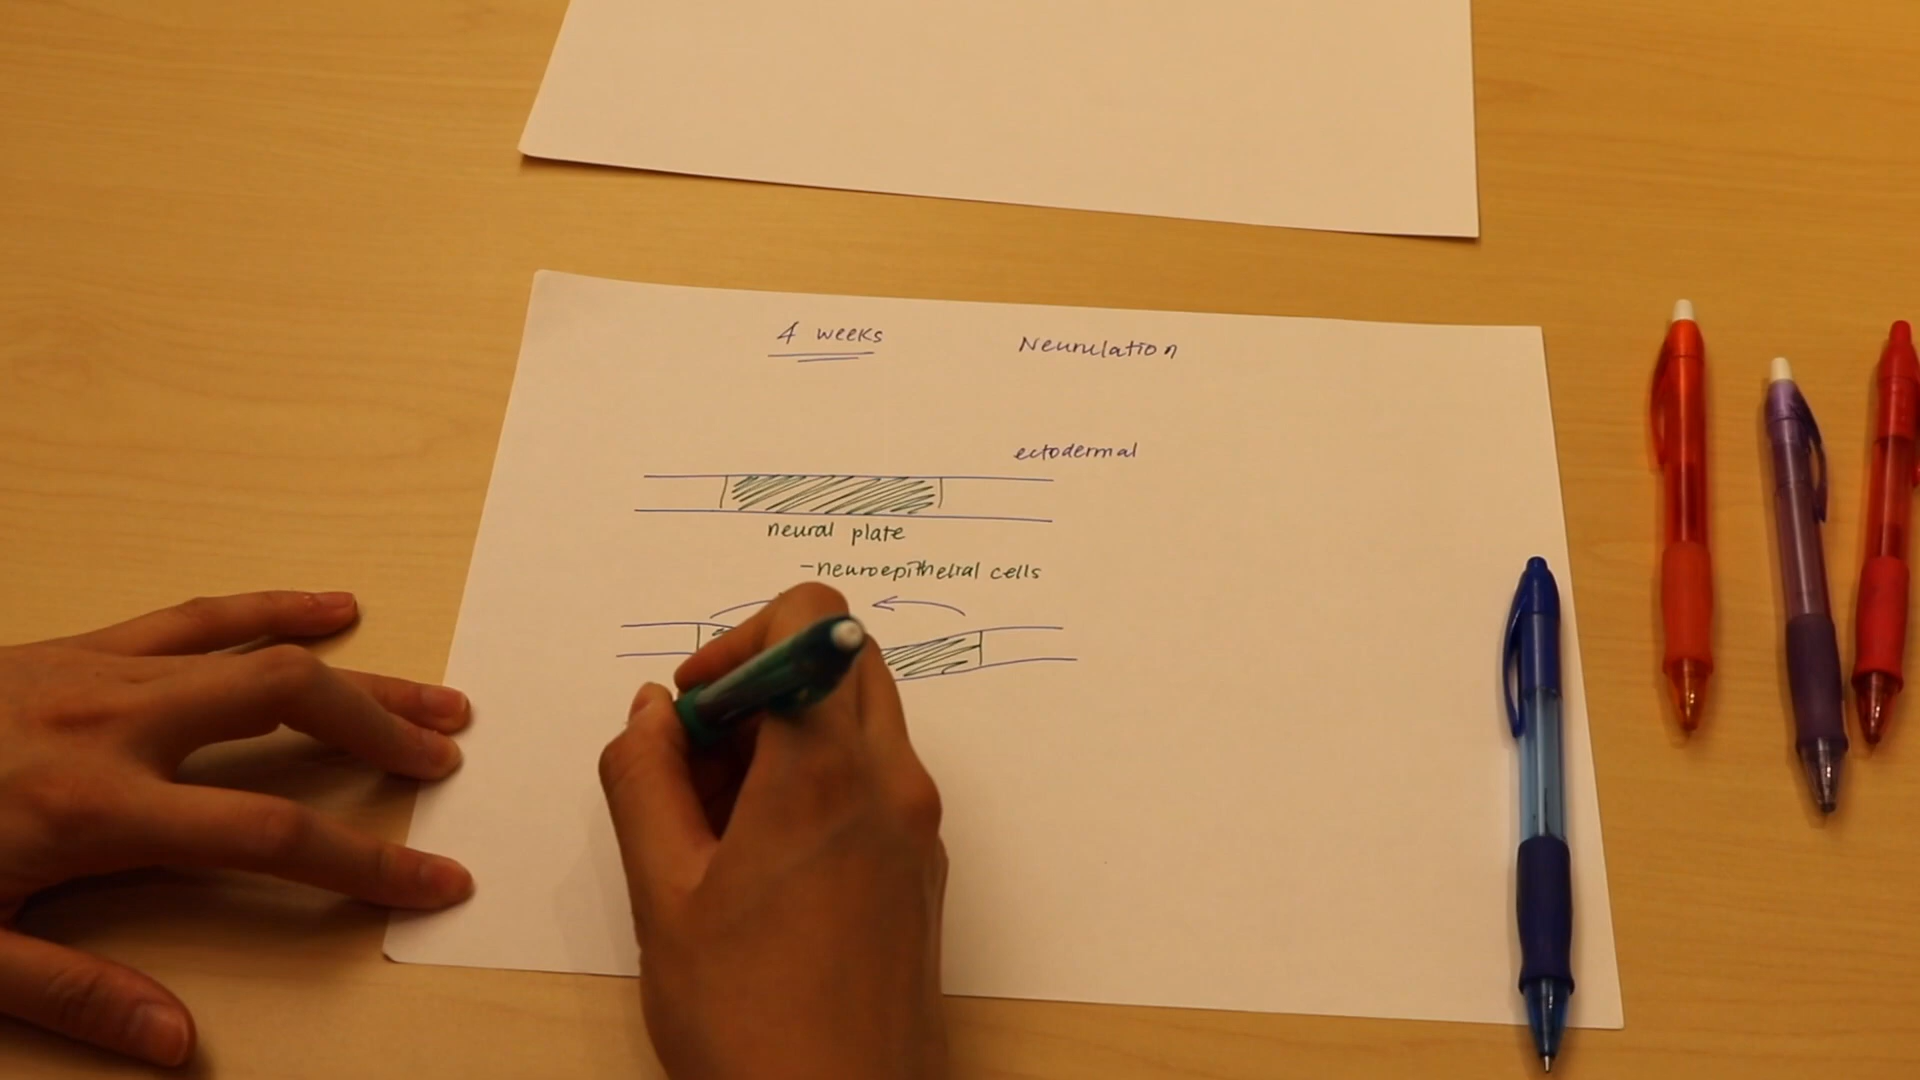 4 weeks
Neurulation
ectodermal
neural plate
-neuroepithelial cells